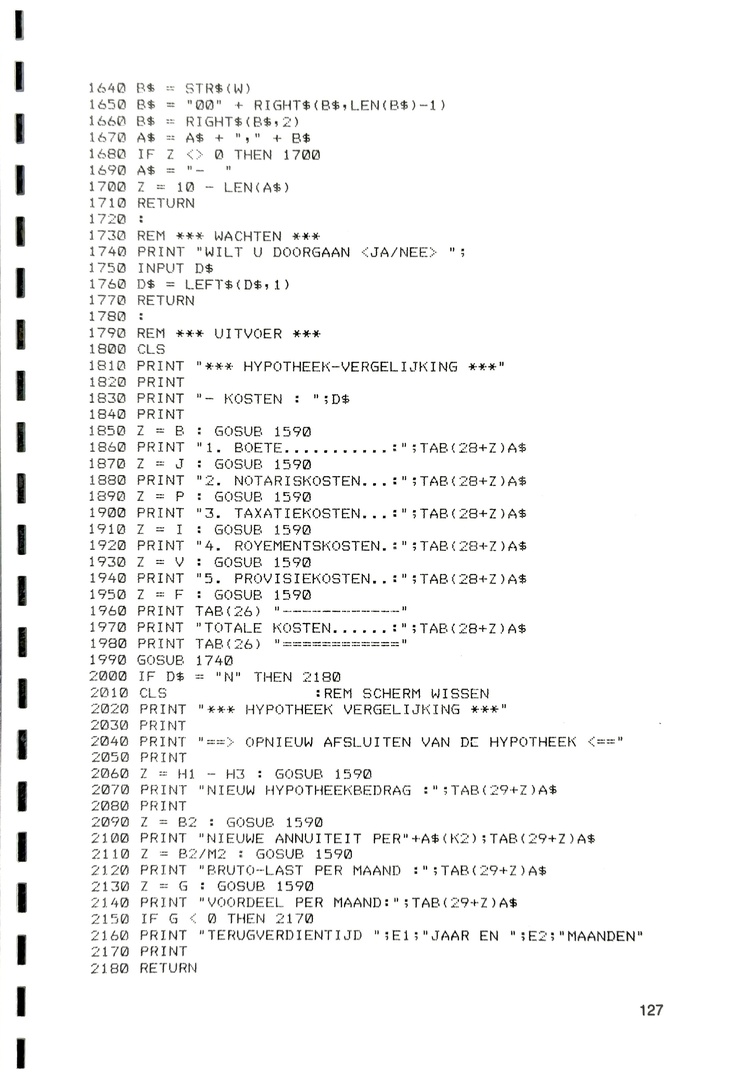 1640 B$ = STR$(W)
1650 B$ = "00" + RIGHT$(B$,LEN(B$)-1)
1660 B$ = RIGHT$(B$,2)
1670 A$ = A$ + "," + B$
1680 IF Z <> 0 THEN 1700
1690 A$ = "-  "
1700 Z = 10 - LEN(A$)
1710 RETURN
1720 :
1730 REM *** WACHTEN ***
1740 PRINT "WILT U DOORGAAN <JA/NEE> ";
1750 INPUT D$
1760 D$ = LEFT$(D$,1)
1770 RETURN
1780 :
1790 REM *** UITVOER ***
1800 CLS
1810 PRINT "*** HYPOTHEEK-VERGELIJKING ***"
1820 PRINT
1830 PRINT "- KOSTEN : ";D$
1840 PRINT
1850 Z = B : GOSUB 1590
1860 PRINT "1. BOETE...........:";TAB(28+Z)A$
1870 Z = J : GOSUB 1590
1880 PRINT "2. NOTARISKOSTEN...:";TAB(28+Z)A$
1890 Z = P : GOSUB 1590
1900 PRINT "3. TAXATIEKOSTEN...:";TAB(28+Z)A$
1910 Z = I : GOSUB 1590
1920 PRINT "4. ROYEMENTSKOSTEN.:";TAB(28+Z)A$
1930 Z = V : GOSUB 1590
1940 PRINT "5. PROVISIEKOSTEN..:";TAB(28+Z)A$
1950 Z = F : GOSUB 1590
1960 PRINT TAB(26) "------------"
1970 PRINT "TOTALE KOSTEN......:";TAB(28+Z)A$
1980 PRINT TAB(26) "============"
1990 GOSUB 1740
2000 IF D$ = "N" THEN 2180
2010 CLS               :REM SCHERM WISSEN
2020 PRINT "*** HYPOTHEEK VERGELIJKING ***"
2030 PRINT
2040 PRINT "==> OPNIEUW AFSLUITEN VAN DE HYPOTHEEK <=="
2050 PRINT
2060 Z = H1 - H3 : GOSUB 1590
2070 PRINT "NIEUW HYPOTHEEKBEDRAG :";TAB(29+Z)A$
2080 PRINT
2090 Z = B2 : GOSUB 1590
2100 PRINT "NIEUWE ANNUITEIT PER"+A$(K2);TAB(29+Z)A$
2110 Z = B2/M2 : GOSUB 1590
2120 PRINT "BRUTO-LAST PER MAAND :";TAB(29+Z)A$
2130 Z = G : GOSUB 1590
2140 PRINT "VOORDEEL PER MAAND:";TAB(29+Z)A$
2150 IF G < 0 THEN 2170
2160 PRINT "TERUGVERDIENTIJD ";E1;"JAAR EN ";E2;"MAANDEN"
2170 PRINT
2180 RETURN
127